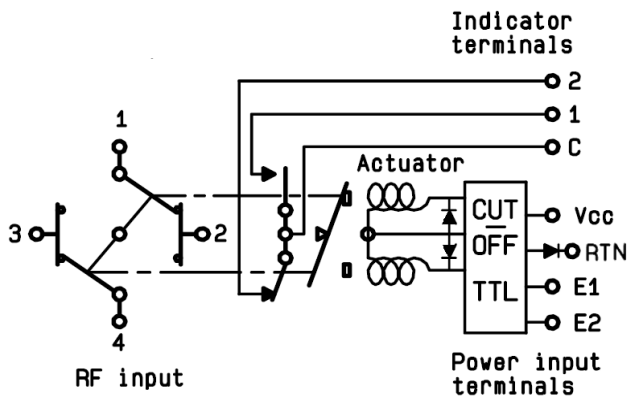 Indicator
terminals
2
1
C
1
Actuator
3
2
CUT
OFF
TTL
Vcc
RTN
E1
E2
4
RF input
Power input
terminals